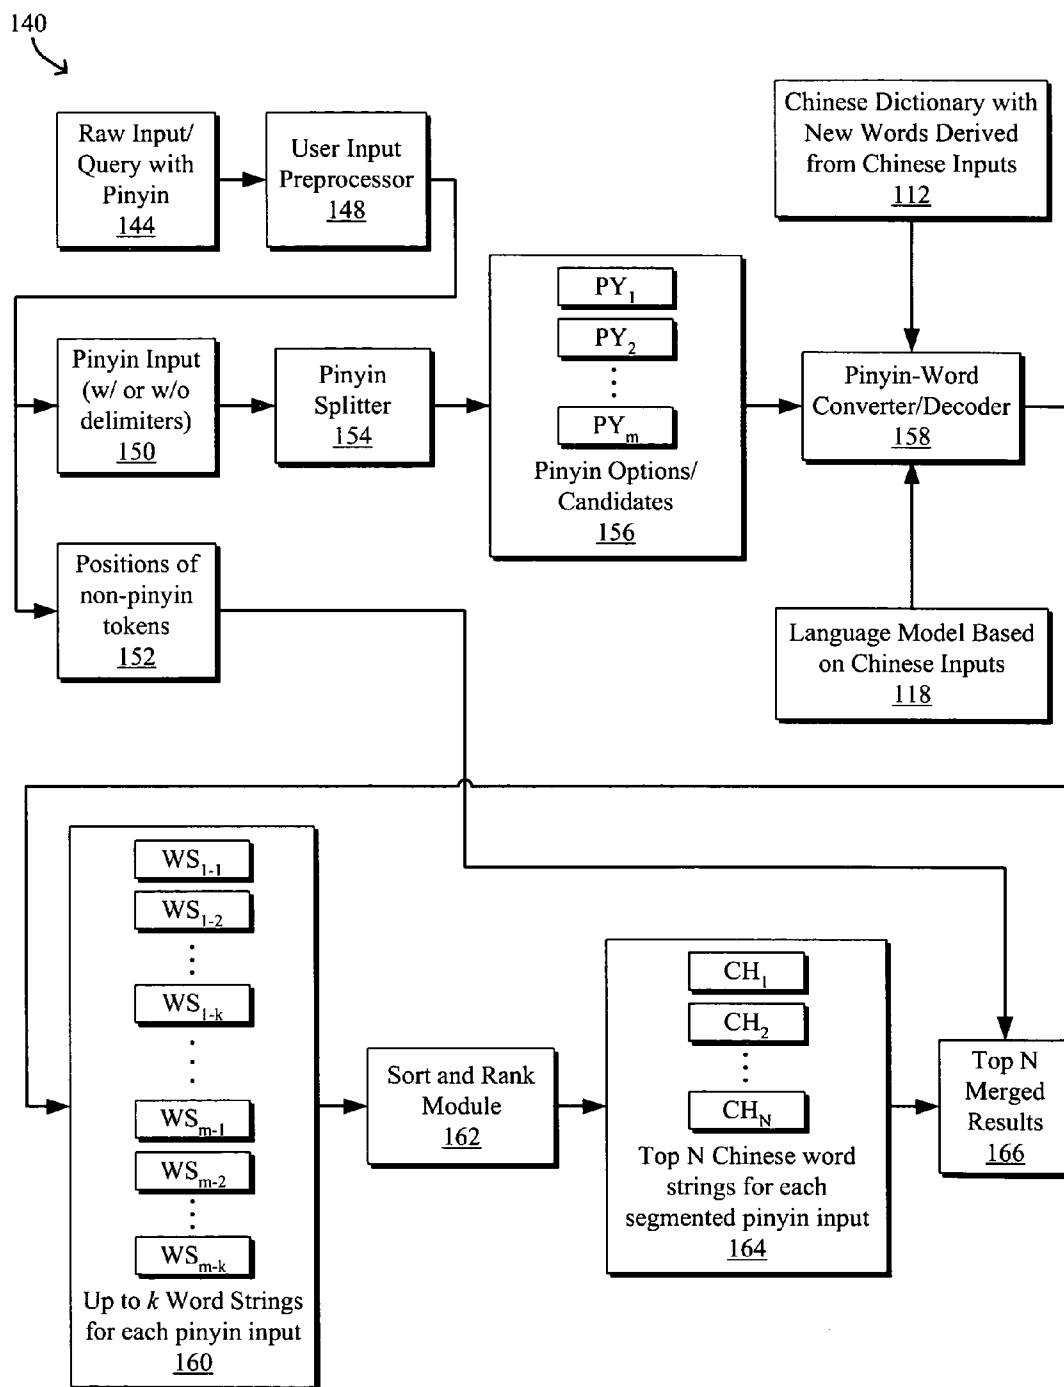 140
Raw Input/
Query with
Pinyin
144
User Input
Preprocessor
148
Chinese Dictionary with
New Words Derived
from Chinese Inputs
112
Pinyin Input
(w/ or w/o
delimiters)
150
Pinyin
Splitter
154
PY1
PY2
PYm
Pinyin Options/
Candidates
156
Pinyin-Word
Converter/Decoder
158
Positions of
non-pinyin
tokens
152
Language Model Based
on Chinese Inputs
118
WS1-1
WS1-2
WS1-k
WSm-1
WSm-2
WSm-k
Up to k Word Strings
for each pinyin input
160
Sort and Rank
Module
162
CH1
CH2
CHN
Top N Chinese word
strings for each
segmented pinyin input
164
Top N
Merged
Results
166